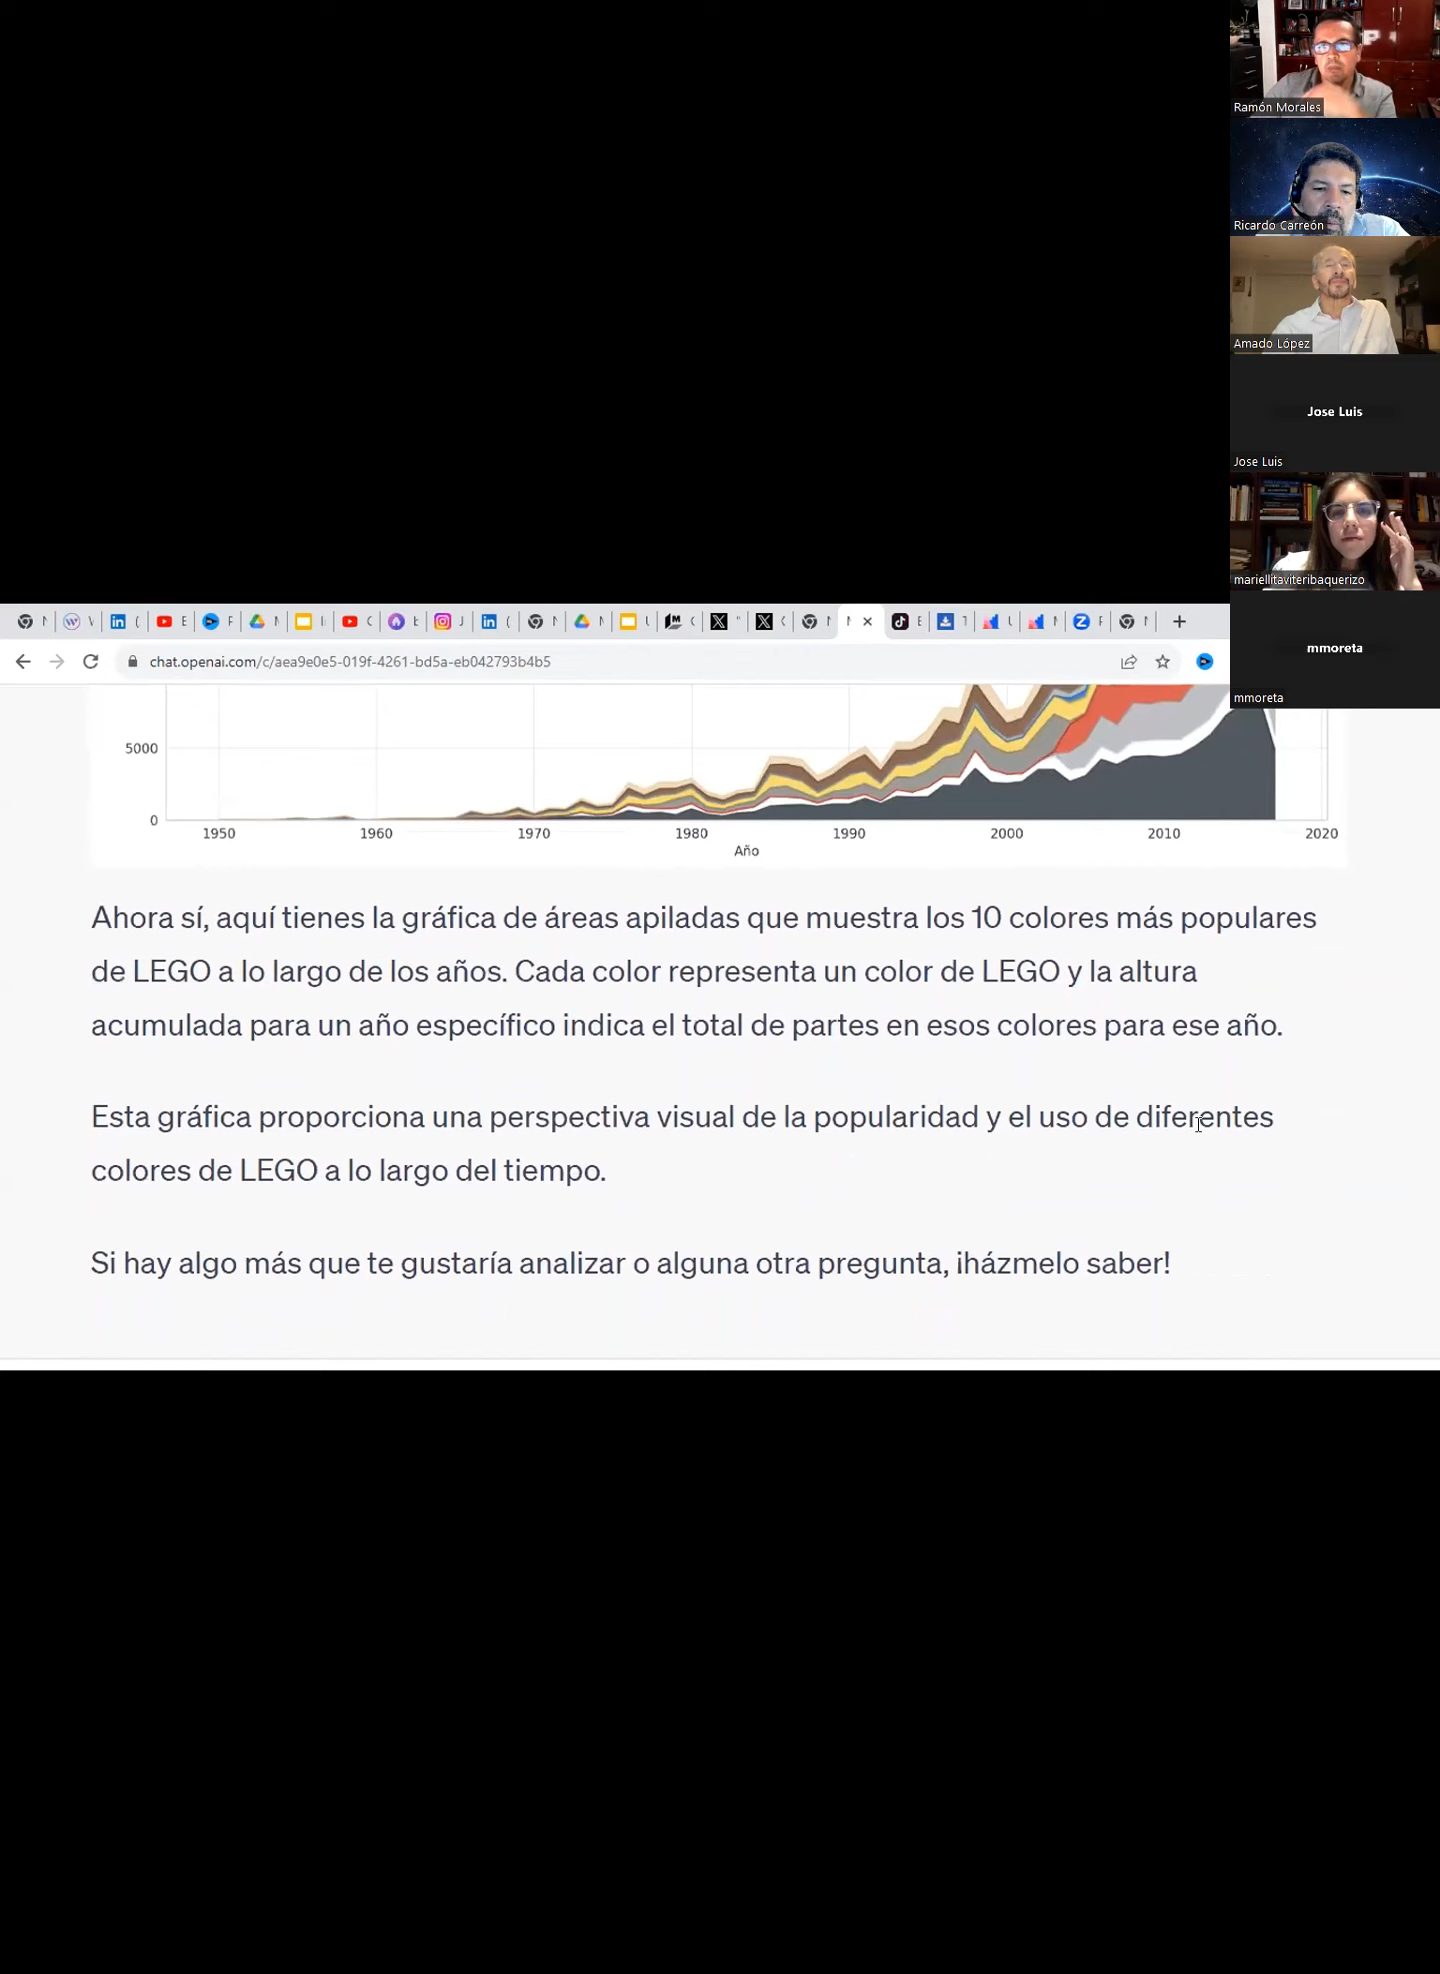 Ramón Morales
Ricardo Carreón
Amado López
Jose Luis
Jose Luis
mariellitaviteribaquerizo
mmoreta
mmoreta
chat.openai.com/c/aea9e0e5-019f-4261-bd5a-eb042793b4b5
5000
0
1950 1960 1970 1980 1990 2000 2010 2020
Año
Ahora sí, aquí tienes la gráfica de áreas apiladas que muestra los 10 colores más populares
de LEGO a lo largo de los años. Cada color representa un color de LEGO y la altura
acumulada para un año específico indica el total de partes en esos colores para ese año.
Esta gráfica proporciona una perspectiva visual de la popularidad y el uso de diferentes
colores de LEGO a lo largo del tiempo.
Si hay algo más que te gustaría analizar o alguna otra pregunta, ¡házmelo saber!